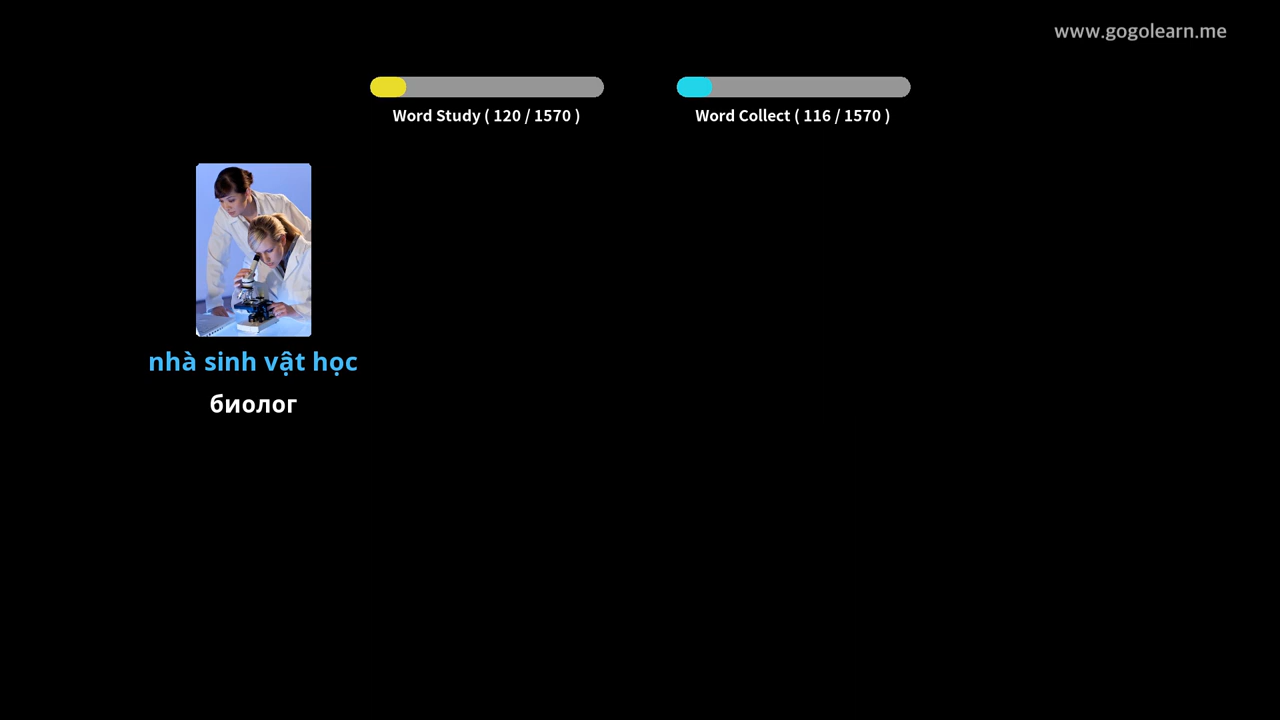 www.gogolearn.me
Word Study ( 120 / 1570 )
Word Collect ( 116 / 1570 )
nhà sinh vật học
биолог